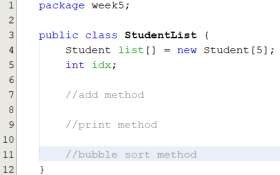 1 package week5;
2
3 public class StudentList {
4 Student list[] = new Student[5];
5 int idx;
6
7 //add method
8
9 //print method
10
11 //bubble sort method
12 }